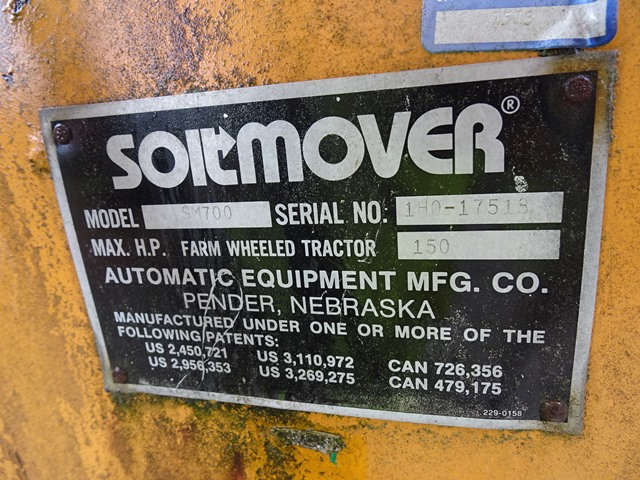 SOILMOVER®
MODEL SM700 SERIAL NO. 1H0-17518
MAX. H.P. FARM WHEELED TRACTOR 150
AUTOMATIC EQUIPMENT MFG. CO.
PENDER, NEBRASKA
MANUFACTURED UNDER ONE OR MORE OF THE
FOLLOWING PATENTS:
US 2,450,721 US 3,110,972 CAN 726,356
US 2,956,353 US 3,269,275 CAN 479,175
229-0158